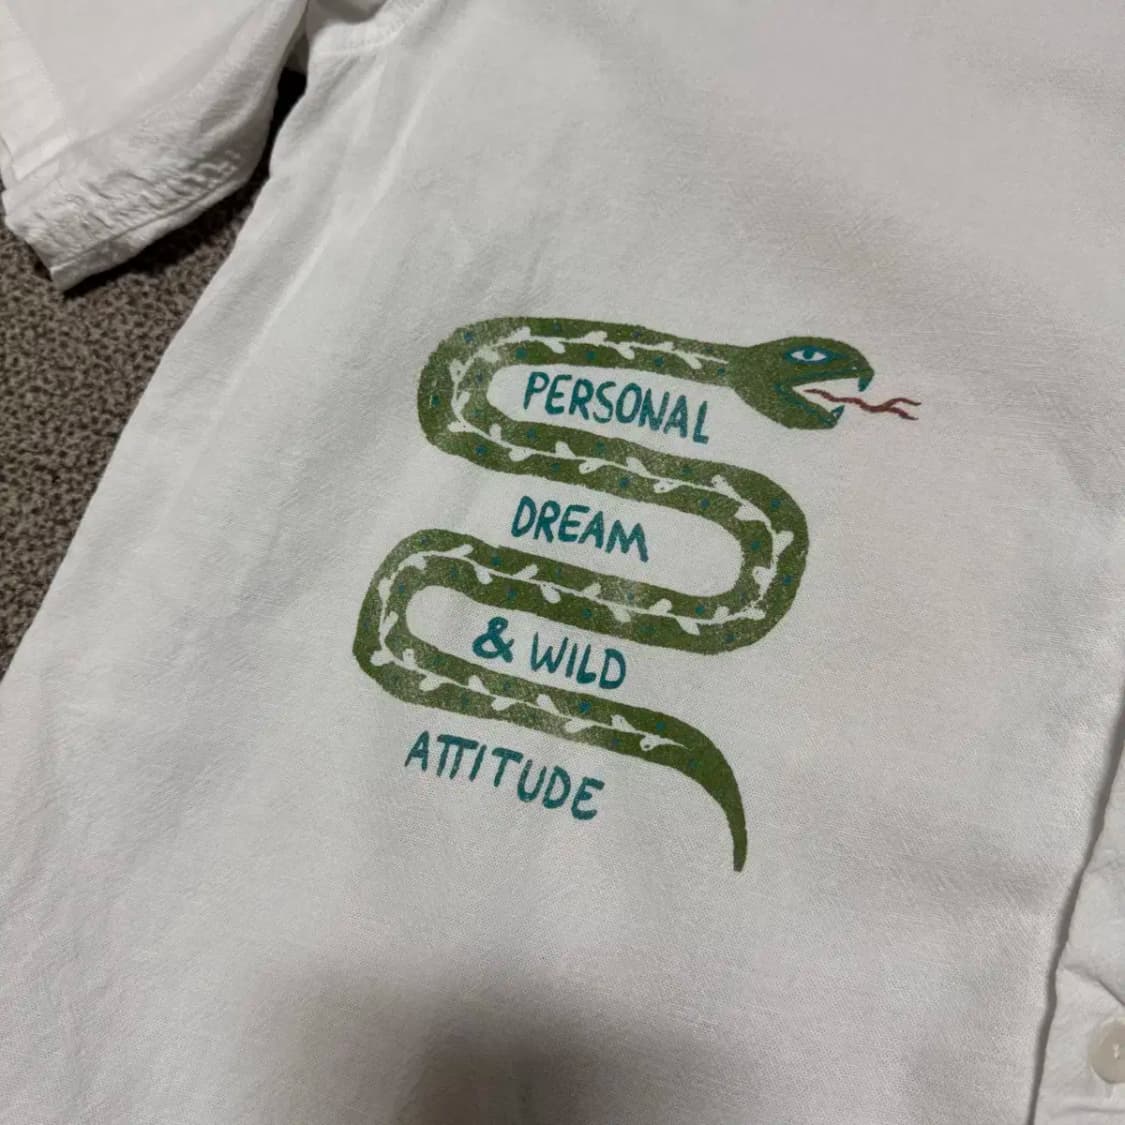 PERSONAL
DREAM
& WILD
ATTITUDE